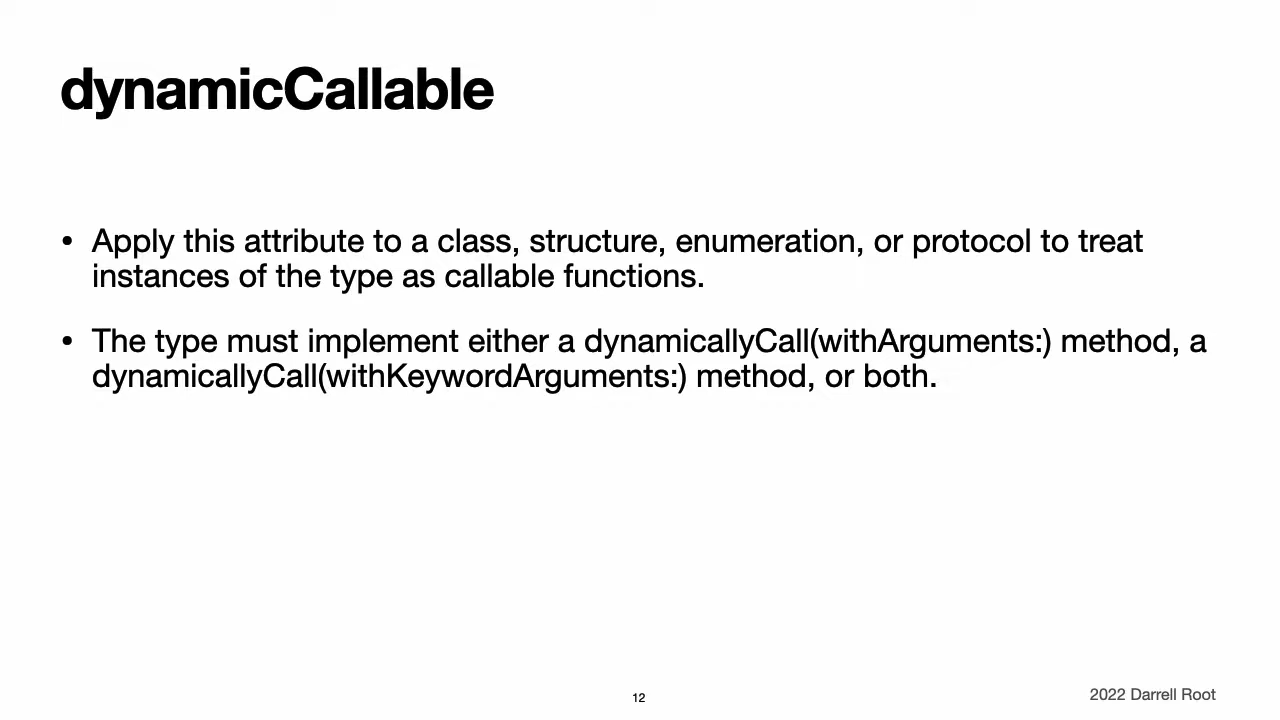 dynamicCallable
• Apply this attribute to a class, structure, enumeration, or protocol to treat
instances of the type as callable functions.
• The type must implement either a dynamicallyCall(withArguments:) method, a
dynamicallyCall(withKeywordArguments:) method, or both.
12
2022 Darrell Root